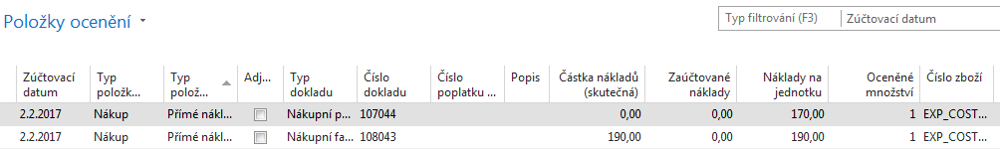 Položky ocenění
Typ filtrování (F3) Zúčtovací datum
Zúčtovací datum Typ položk... Typ polož... Adj... Typ dokladu Číslo dokladu Číslo poplatku ... Popis Částka nákladů (skutečná) Zaúčtované náklady Náklady na jednotku Oceněné množství Číslo zboží
2.2.2017 Nákup Přímé nákl... Nákupní p... 107044 0,00 0,00 170,00 1 EXP_COST...
2.2.2017 Nákup Přímé nákl... Nákupní fa... 108043 190,00 0,00 190,00 1 EXP_COST...